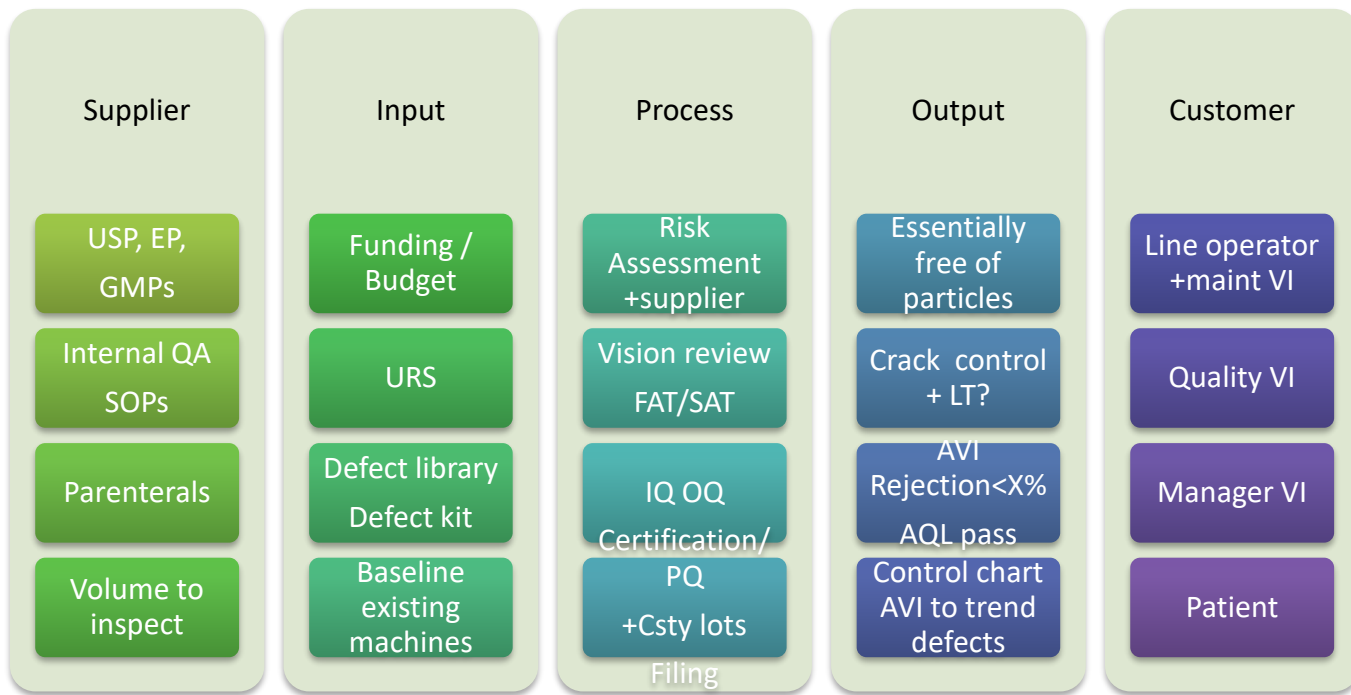 Supplier
USP, EP,
GMPs
Internal QA
SOPs
Parenterals
Volume to
inspect
Input
Funding /
Budget
URS
Defect library
Defect kit
Baseline
existing
machines
Process
Risk
Assessment
+supplier
Vision review
FAT/SAT
IQ OQ
Certification/
PQ
+Csty lots
Filing
Output
Essentially
free of
particles
Crack control
+ LT?
AVI
Rejection<X%
AQL pass
Control chart
AVI to trend
defects
Customer
Line operator
+maint VI
Quality VI
Manager VI
Patient